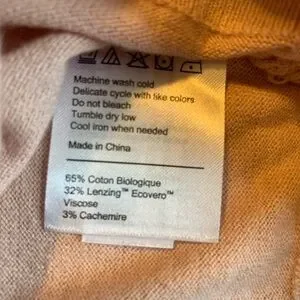 Machine wash cold
Delicate cycle with like colors
Do not bleach
Tumble dry low
Cool iron when needed
Made in China
65% Coton Biologique
32% Lenzing™ Ecovero™
Viscose
3% Cachemire